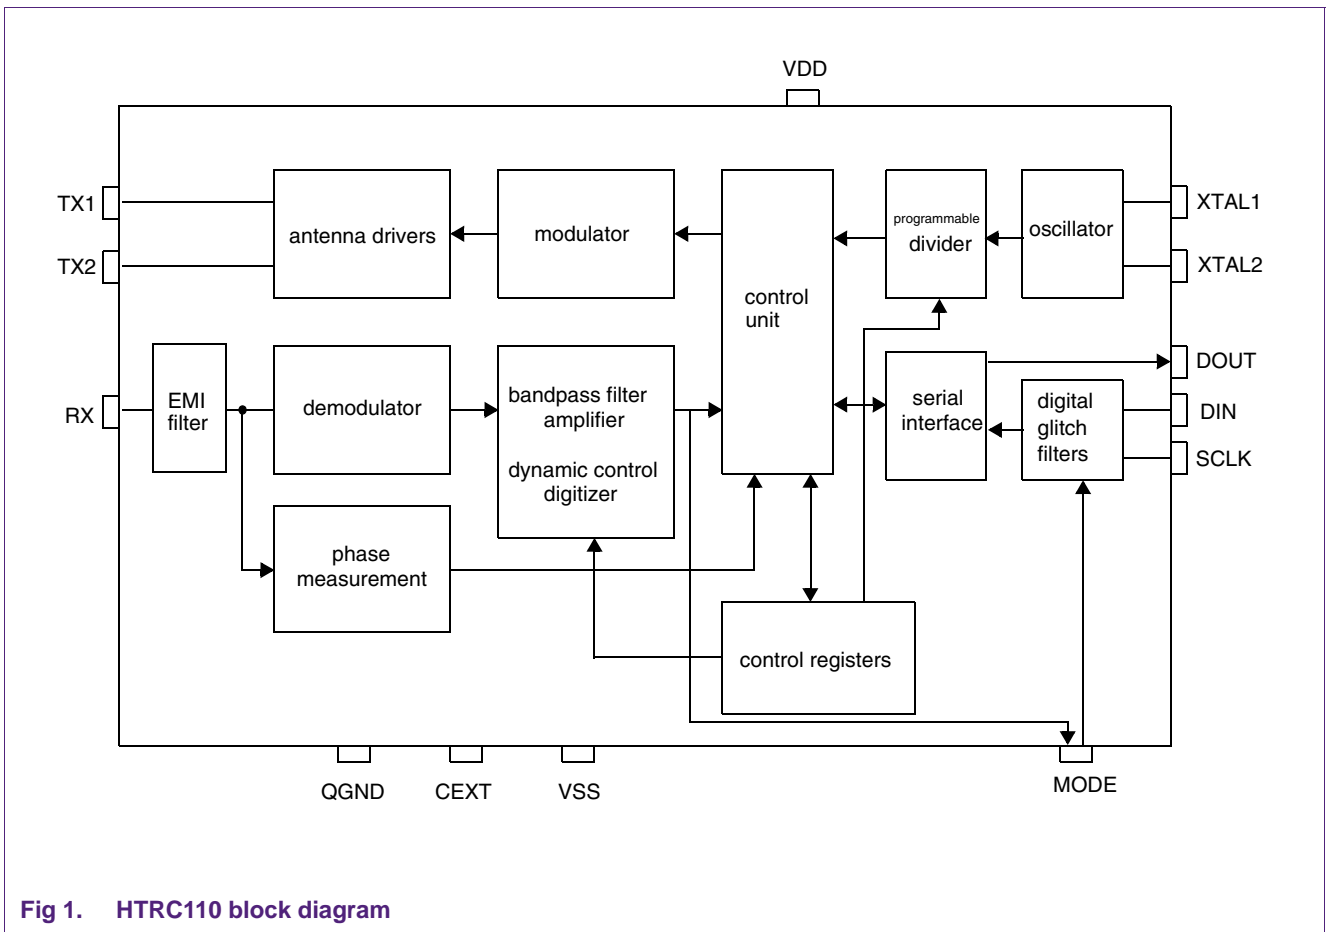 VDD
TX1
TX2
antenna drivers
modulator
control
unit
programmable
divider
oscillator
XTAL1
XTAL2
RX
EMI
filter
demodulator
bandpass filter
amplifier
dynamic control
digitizer
serial
interface
digital
glitch
filters
DOUT
DIN
SCLK
phase
measurement
control registers
QGND
CEXT
VSS
MODE
Fig 1. HTRC110 block diagram